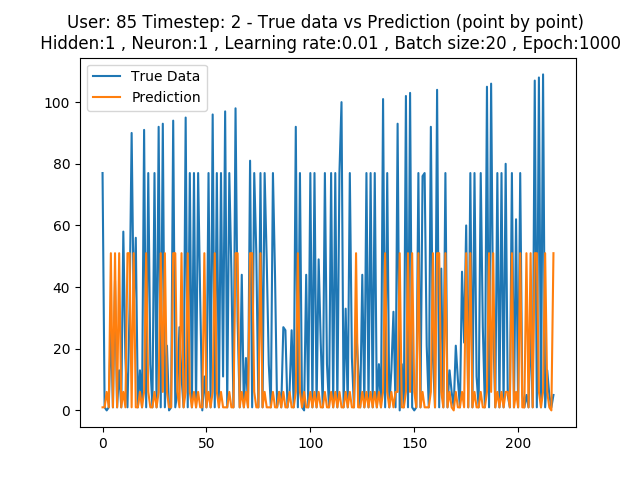 User: 85 Timestep: 2 - True data vs Prediction (point by point)
Hidden:1 , Neuron:1 , Learning rate:0.01 , Batch size:20 , Epoch:1000
True Data
Prediction
100
80
60
40
20
0
0 50 100 150 200